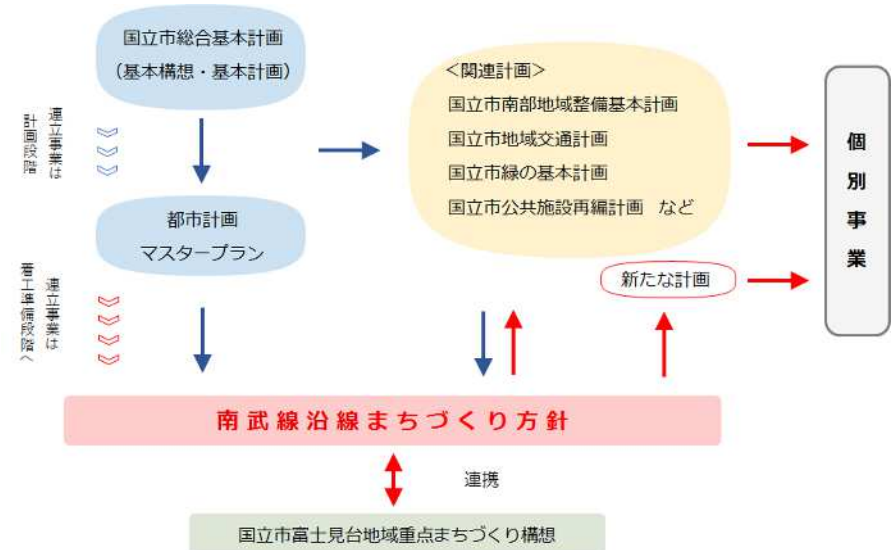 国立市総合基本計画
（基本構想・基本計画）
＜関連計画＞
国立市南部地域整備基本計画
国立市地域交通計画
国立市緑の基本計画
国立市公共施設再編計画　など
個別事業
連立事業は
計画段階
都市計画
マスタープラン
新たな計画
連立事業は
着工準備段階へ
南武線沿線まちづくり方針
連携
国立市富士見台地域重点まちづくり構想